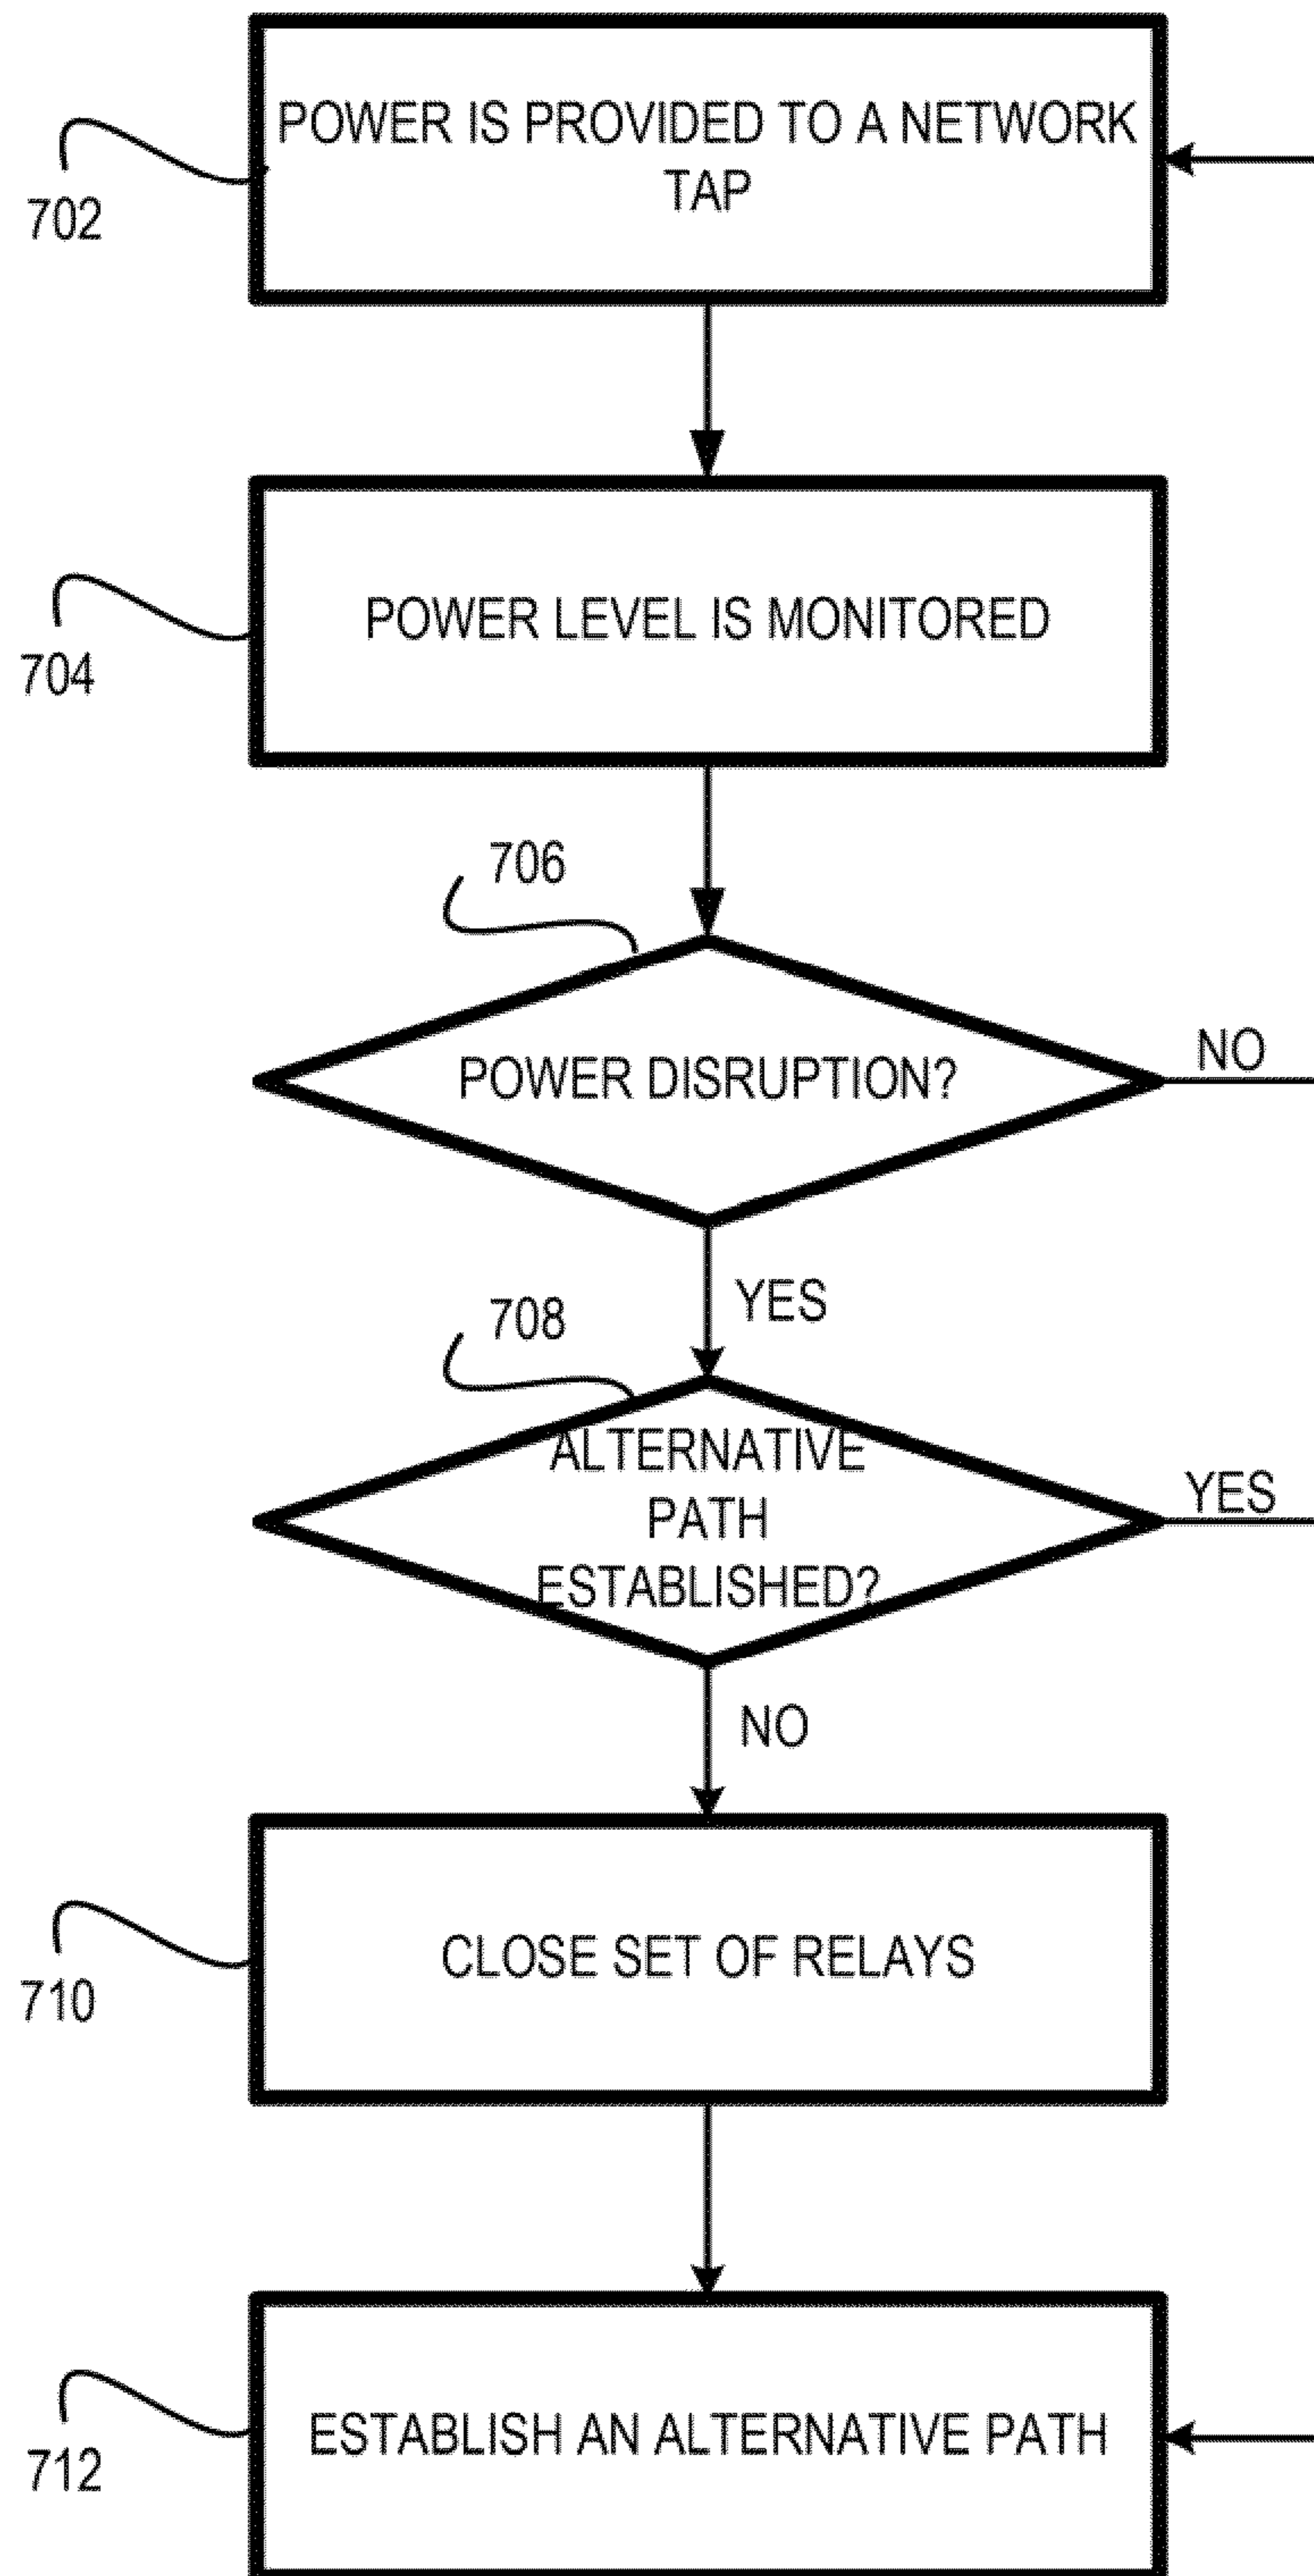 POWER IS PROVIDED TO A NETWORK
TAP
702
POWER LEVEL IS MONITORED
704
706
POWER DISRUPTION?
NO
YES
708
ALTERNATIVE
PATH
ESTABLISHED?
YES
NO
CLOSE SET OF RELAYS
710
ESTABLISH AN ALTERNATIVE PATH
712